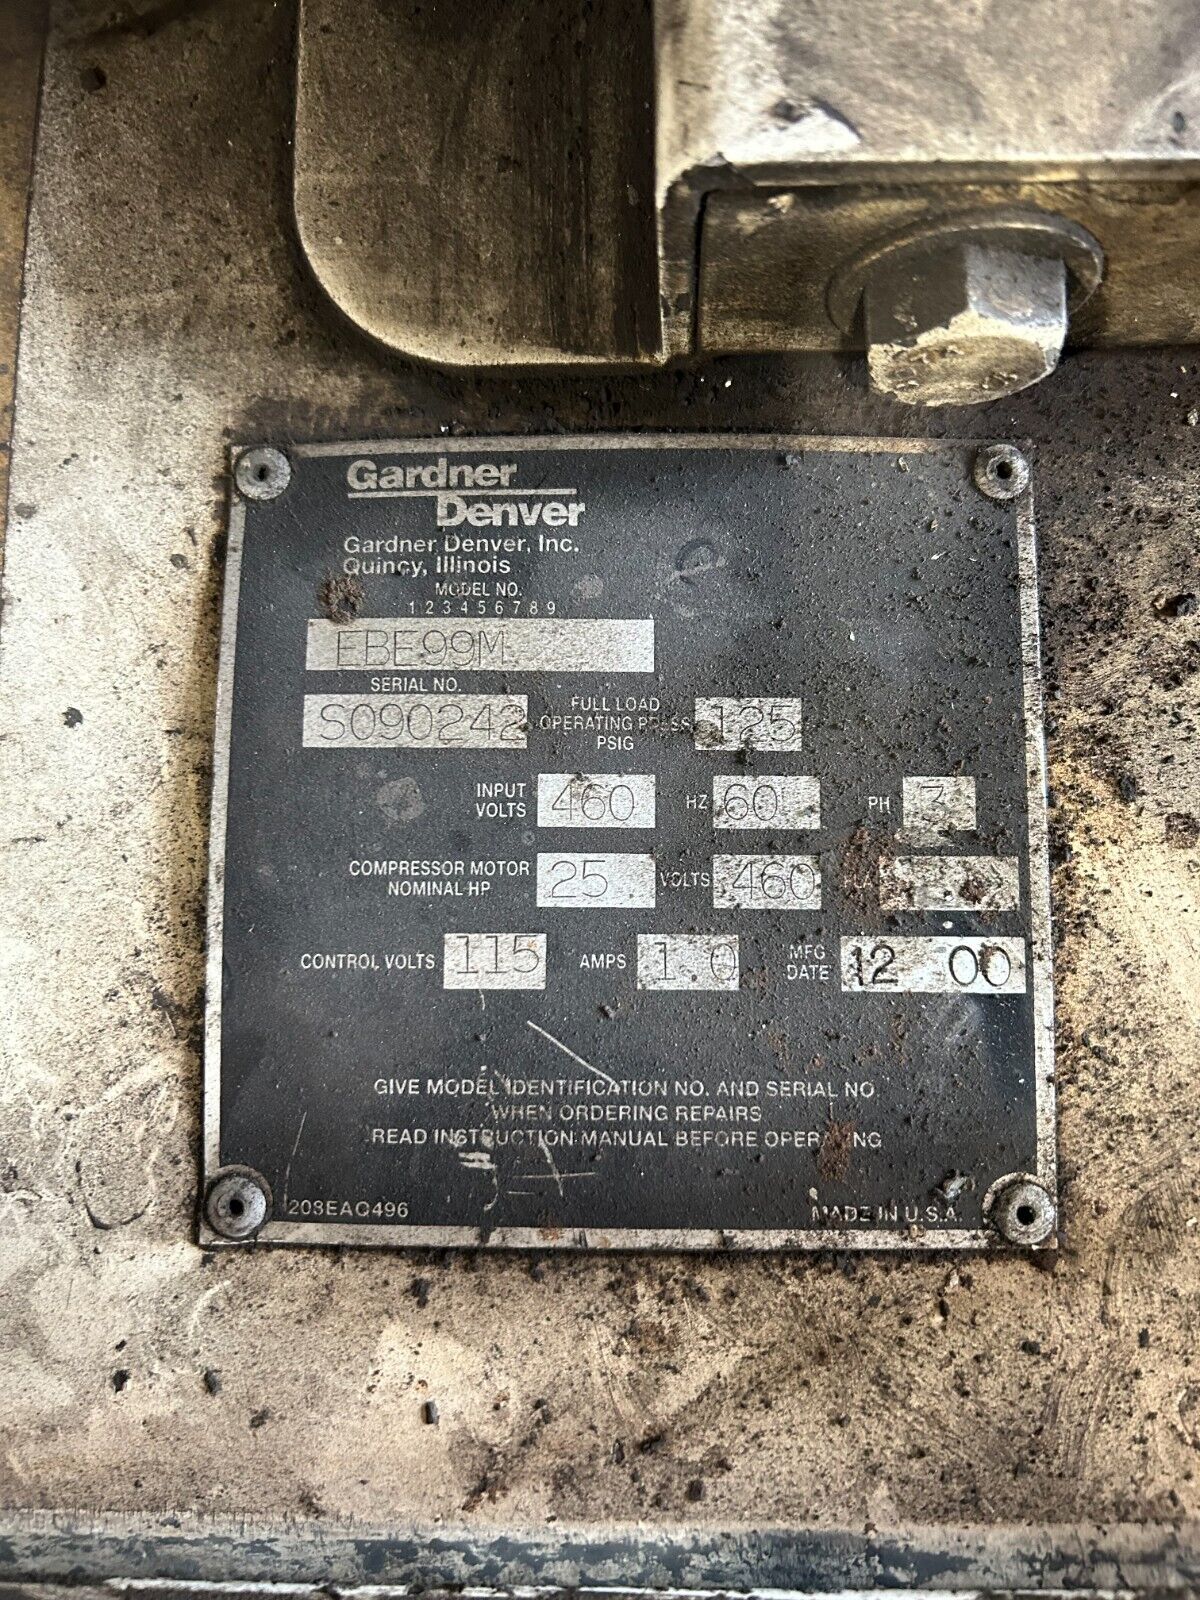 Gardner
Denver
Gardner Denver, Inc.
Quincy, Illinois
MODEL NO.
1 2 3 4 5 6 7 8 9
EBE99M
SERIAL NO.
S090242
FULL LOAD
OPERATING PRESS
PSIG
125
INPUT
VOLTS 460 HZ 60 PH 3
COMPRESSOR MOTOR
NOMINAL HP 25 VOLTS 460
CONTROL VOLTS 115 AMPS 1.0 MFG
DATE 12 00
GIVE MODEL IDENTIFICATION NO. AND SERIAL NO
WHEN ORDERING REPAIRS
READ INSTRUCTION MANUAL BEFORE OPERATING
208EAQ496 MADE IN U.S.A.